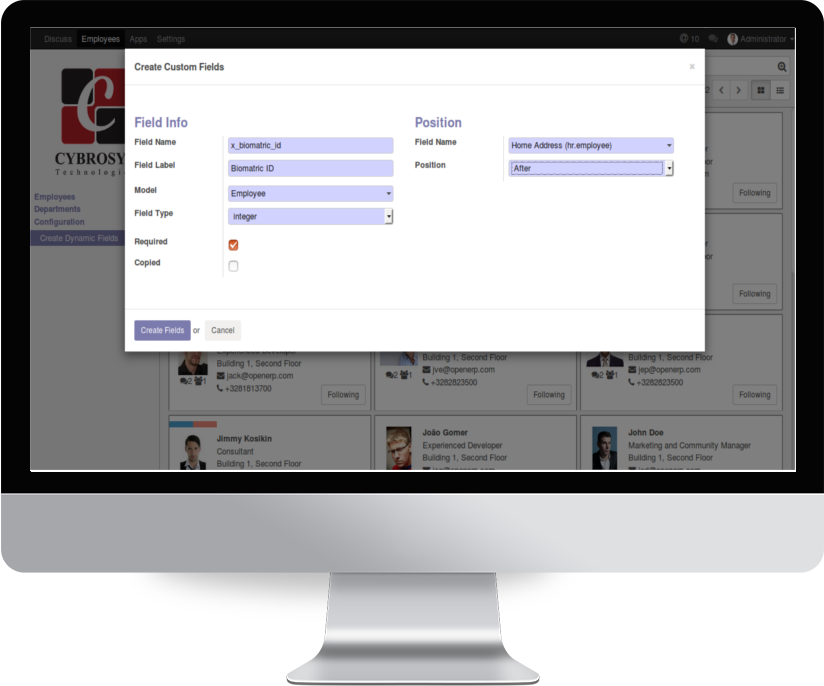 Discuss Employees Apps Settings
10 Administrator
Create Custom Fields
×
CYBROSY
Technologi
Employees
Departments
Configuration
Create Dynamic Fields
Field Info
Field Name x_biomatric_id
Field Label Biomatric ID
Model Employee
Field Type integer
Required
Copied
Position
Field Name Home Address (hr.employee)
Position After
Create Fields or Cancel
Following
Following
Experienced Developer
Building 1, Second Floor
jack@openerp.com
+3281813700
2 1
Following
Building 1, Second Floor
jve@openerp.com
+3282823500
2 1
Following
Building 1, Second Floor
jep@openerp.com
+3282823500
2 1
Following
Jimmy Kosikin
Consultant
Building 1, Second Floor
João Gomer
Experienced Developer
Building 1, Second Floor
John Doe
Marketing and Community Manager
Building 1, Second Floor